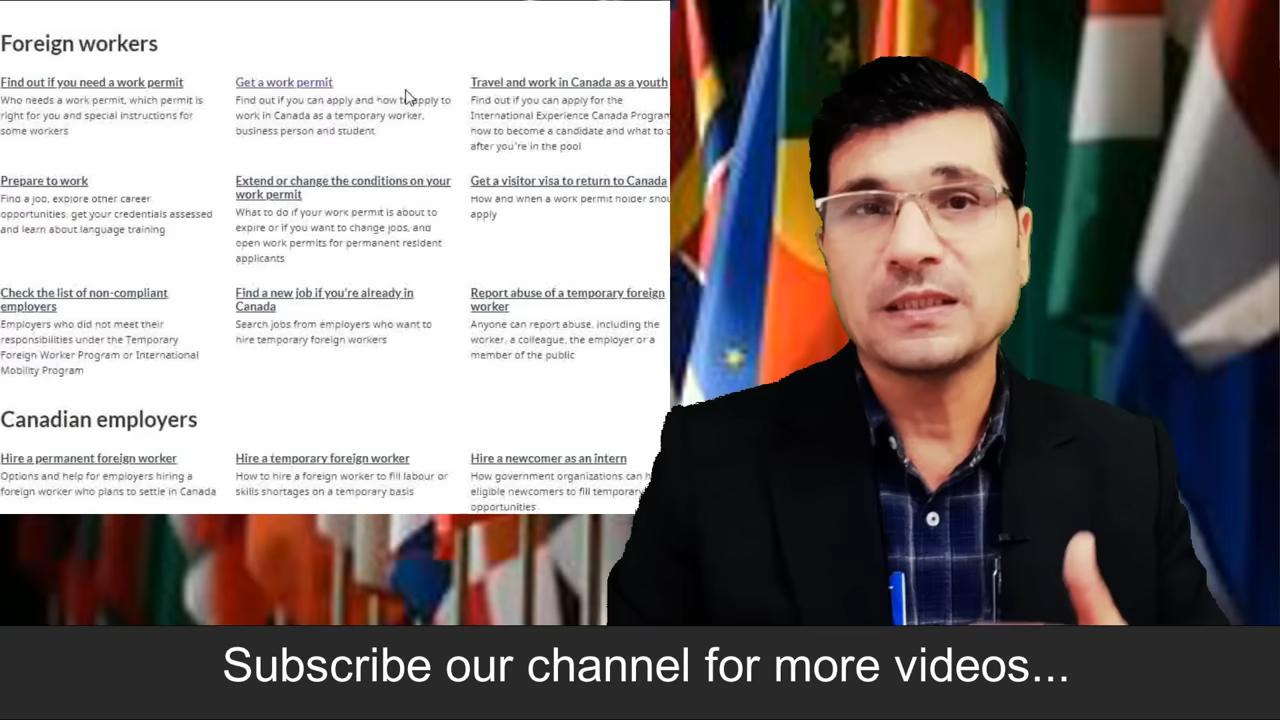 Foreign workers
Find out if you need a work permit
Who needs a work permit, which permit is
right for you and special instructions for
some workers
Get a work permit
Find out if you can apply and how to apply to
work in Canada as a temporary worker,
business person and student
Travel and work in Canada as a youth
Find out if you can apply for the
International Experience Canada Program
how to become a candidate and what to
after you're in the pool
Prepare to work
Find a job, explore other career
opportunities, get your credentials assessed
and learn about language training
Extend or change the conditions on your
work permit
What to do if your work permit is about to
expire or if you want to change jobs, and
open work permits for permanent resident
applicants
Get a visitor visa to return to Canada
How and when a work permit holder
apply
Check the list of non-compliant
employers
Employers who did not meet their
responsibilities under the Temporary
Foreign Worker Program or International
Mobility Program
Find a new job if you're already in
Canada
Search jobs from employers who want to
hire temporary foreign workers
Report abuse of a temporary foreign
worker
Anyone can report abuse, including the
worker, a colleague, the employer or a
member of the public
Canadian employers
Hire a permanent foreign worker
Options and help for employers hiring a
foreign worker who plans to settle in Canada
Hire a temporary foreign worker
How to hire a foreign worker to fill labour or
skills shortages on a temporary basis
Hire a newcomer as an intern
How government organizations can
eligible newcomers to fill temporary
opportunities
Subscribe our channel for more videos...